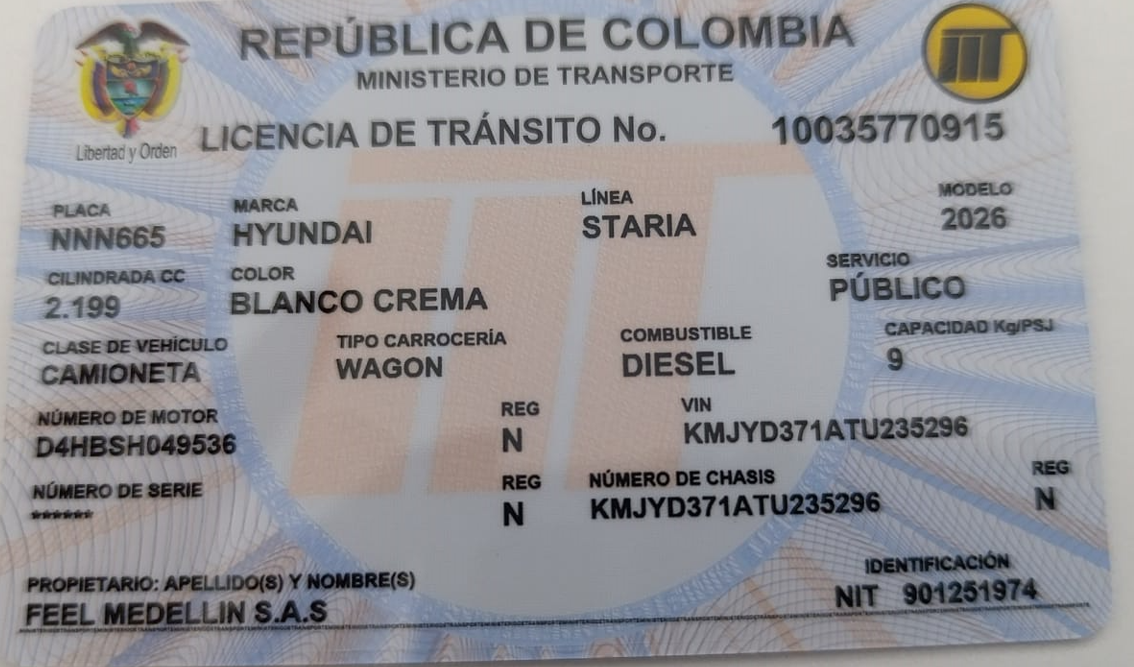 REPÚBLICA DE COLOMBIA
MINISTERIO DE TRANSPORTE
Libertad y Orden
LICENCIA DE TRÁNSITO No. 10035770915
PLACA MARCA LÍNEA MODELO
NNN665 HYUNDAI STARIA 2026
CILINDRADA CC COLOR SERVICIO
2.199 BLANCO CREMA PÚBLICO
CLASE DE VEHÍCULO TIPO CARROCERÍA COMBUSTIBLE CAPACIDAD Kg/PSJ
CAMIONETA WAGON DIESEL 9
NÚMERO DE MOTOR REG VIN
D4HBSH049536 N KMJYD371ATU235296
NÚMERO DE SERIE REG NÚMERO DE CHASIS REG
****** N KMJYD371ATU235296 N
PROPIETARIO: APELLIDO(S) Y NOMBRE(S) IDENTIFICACIÓN
FEEL MEDELLIN S.A.S NIT 901251974